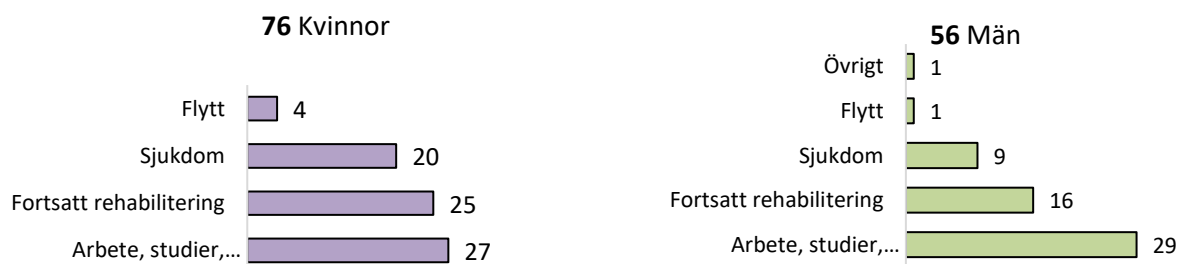 76 Kvinnor
Flytt 4
Sjukdom 20
Fortsatt rehabilitering 25
Arbete, studier,... 27
56 Män
Övrigt 1
Flytt 1
Sjukdom 9
Fortsatt rehabilitering 16
Arbete, studier,... 29